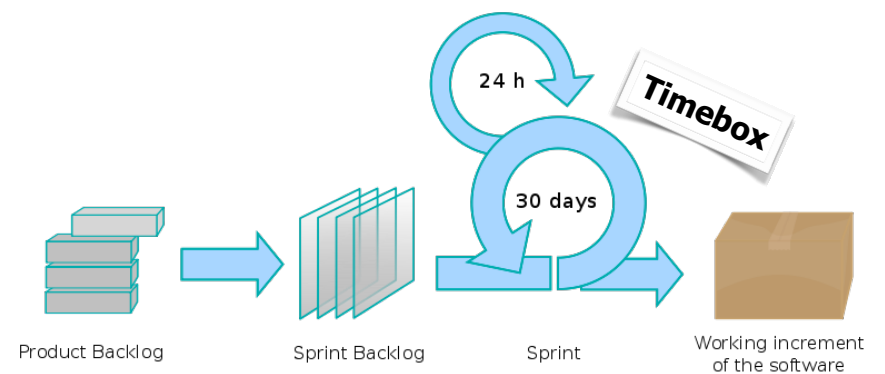 24 h
Timebox
30 days
Product Backlog
Sprint Backlog
Sprint
Working increment
of the software